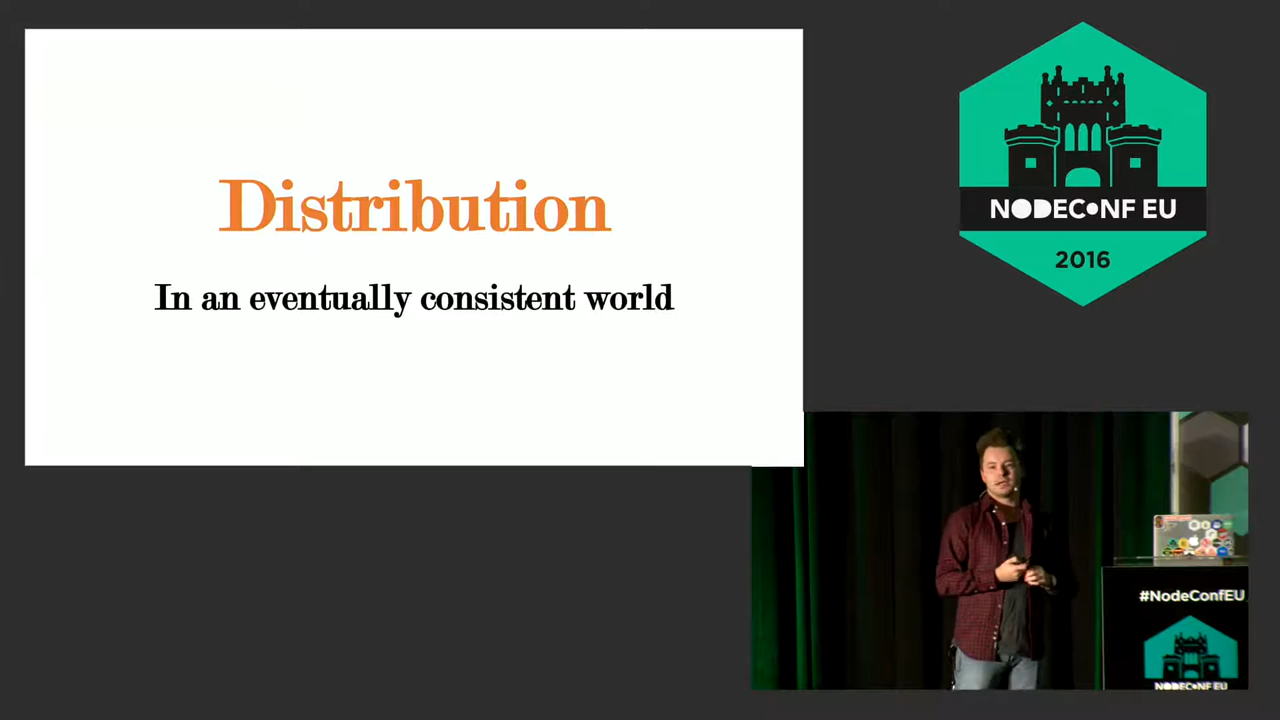 Distribution
In an eventually consistent world
NODECONF EU
2016
#NodeConfEU
NODECONF EU